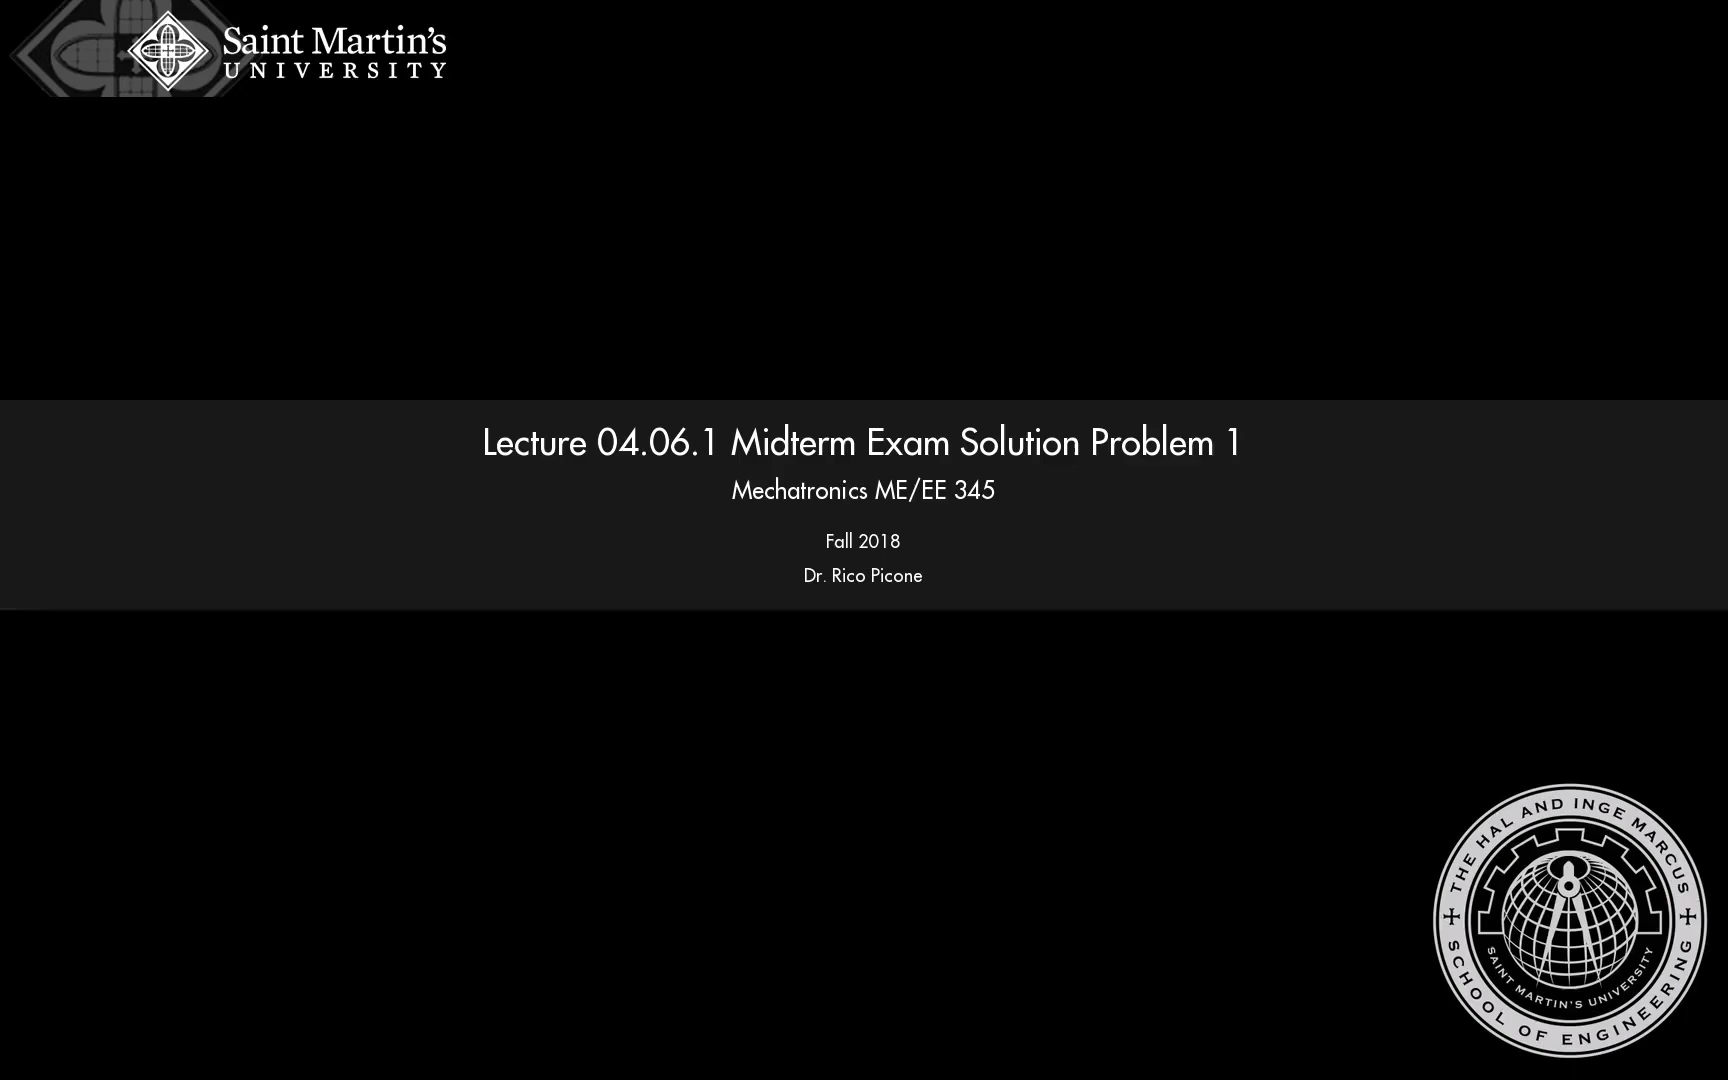 Saint Martin's
UNIVERSITY
Lecture 04.06.1 Midterm Exam Solution Problem 1
Mechatronics ME/EE 345
Fall 2018
Dr. Rico Picone
THE HAL AND INGE MARCUS
SCHOOL OF ENGINEERING
SAINT MARTIN'S UNIVERSITY